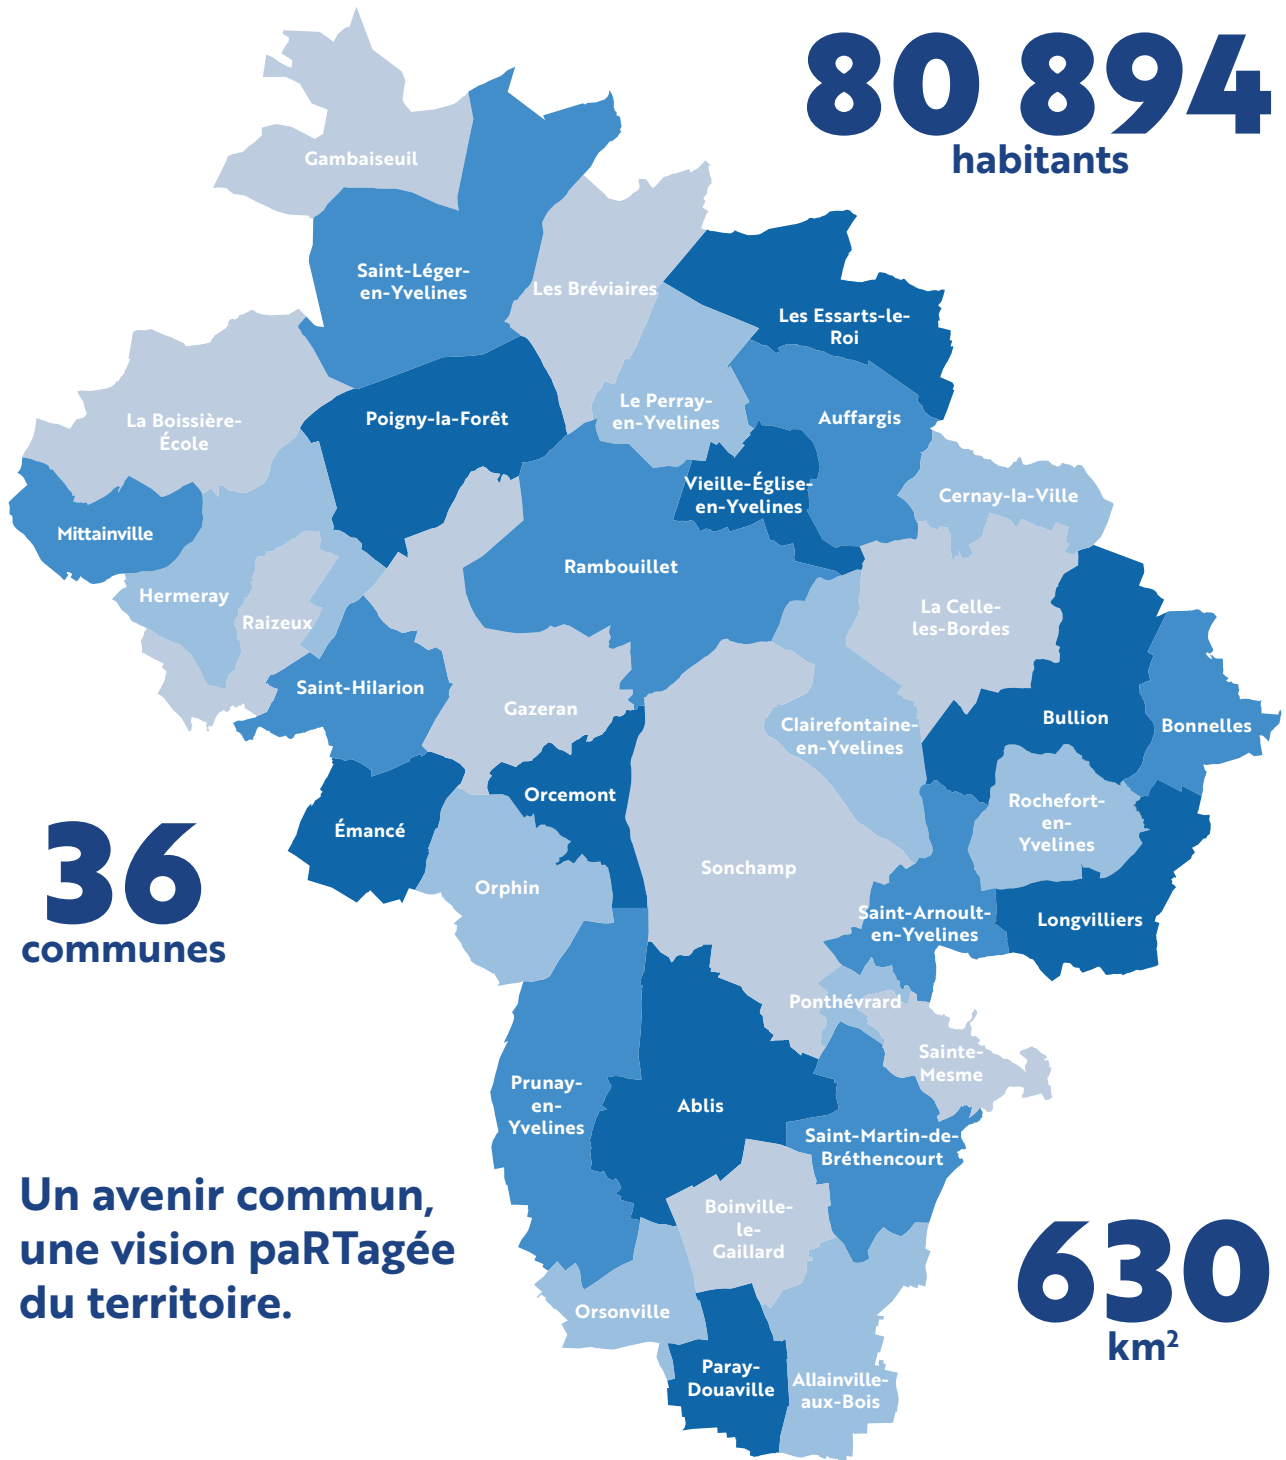 80 894
habitants
Gambaiseuil
Saint-Léger-
en-Yvelines
Les Bréviaires
Les Essarts-le-
Roi
La Boissière-
École
Poigny-la-Forêt
Le Perray-
en-Yvelines
Auffargis
Vieille-Église-
en-Yvelines
Cernay-la-Ville
Mittainville
Rambouillet
Hermeray
Raizeux
La Celle-
les-Bordes
Saint-Hilarion
Gazeran
Clairefontaine-
en-Yvelines
Bullion
Bonnelles
Orcemont
Émancé
Rochefort-
en-
Yvelines
36
communes
Orphin
Sonchamp
Saint-Arnoult-
en-Yvelines
Longvilliers
Ponthévrard
Sainte-
Mesme
Prunay-
en-
Yvelines
Ablis
Saint-Martin-de-
Bréthencourt
Un avenir commun,
une vision paRTagée
du territoire.
Boinville-
le-
Gaillard
630
km²
Orsonville
Paray-
Douaville
Allainville-
aux-Bois